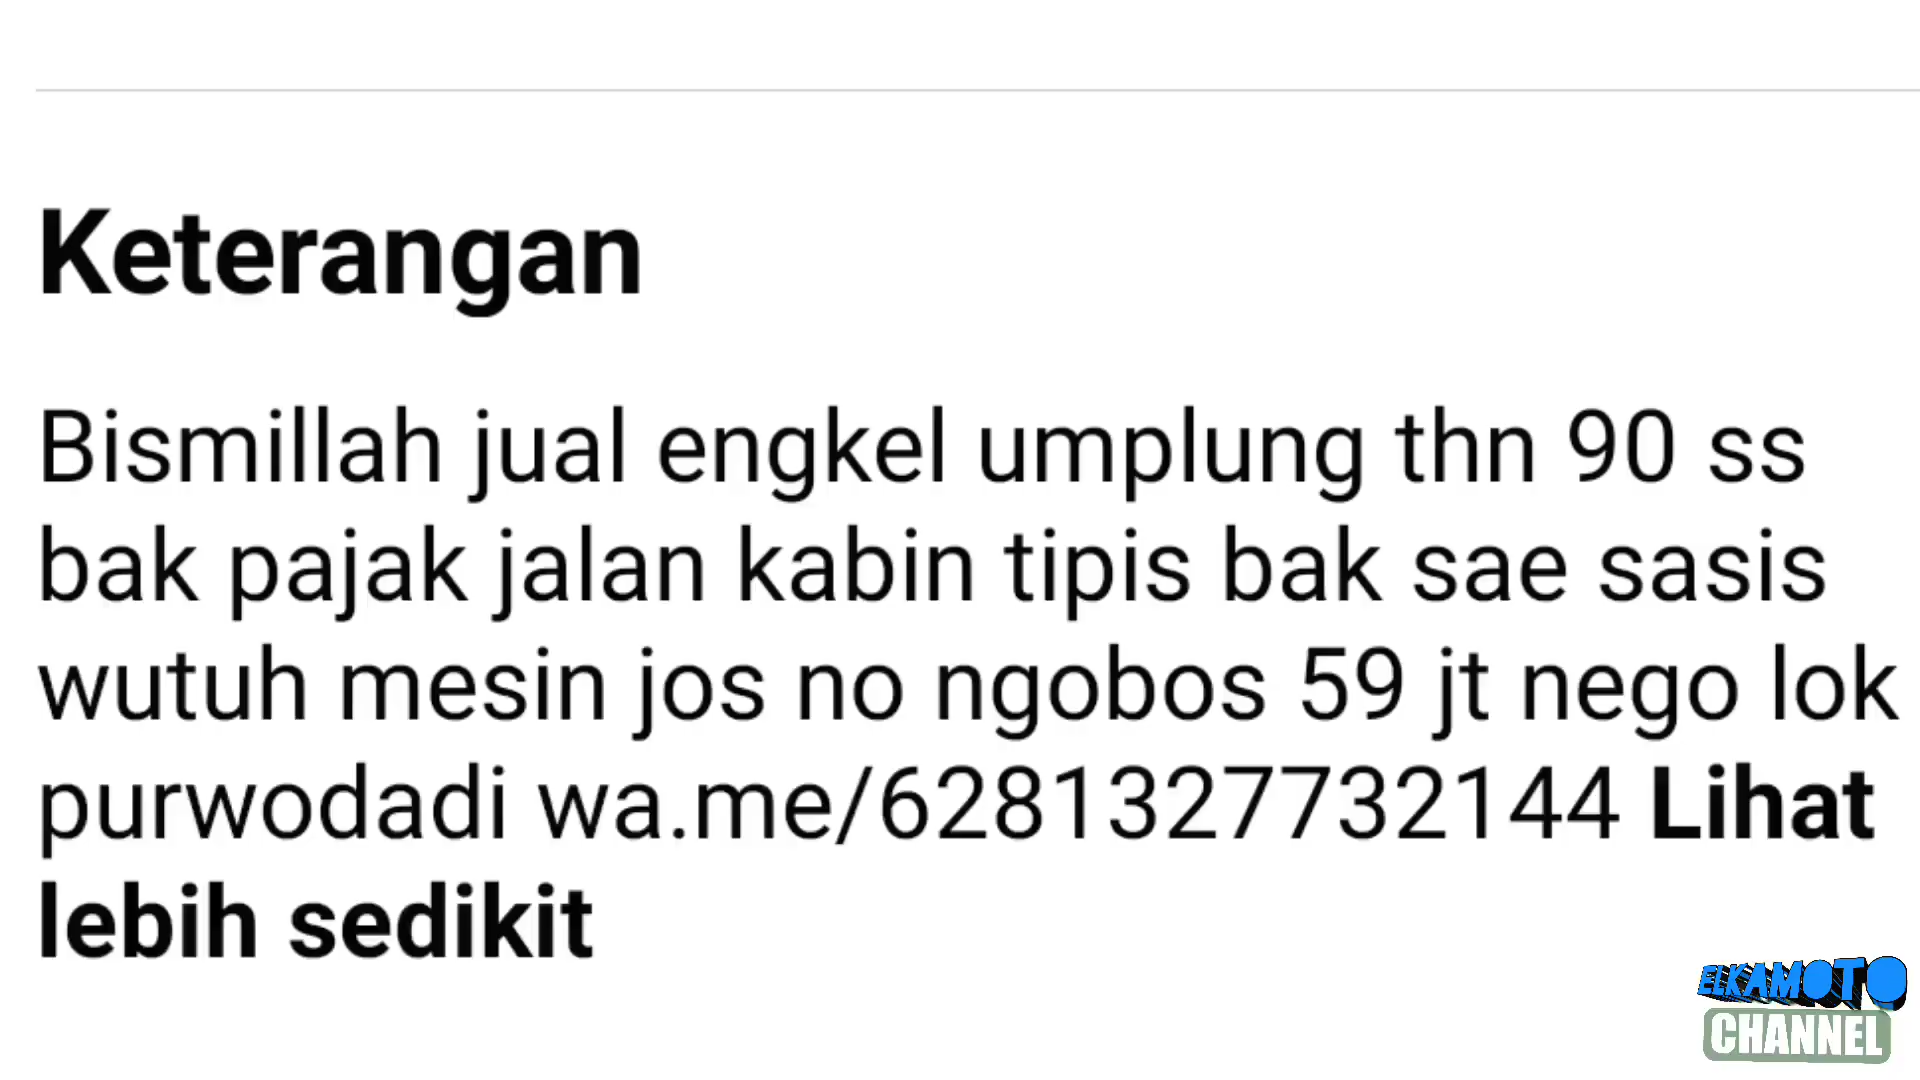 Keterangan
Bismillah jual engkel umplung thn 90 ss
bak pajak jalan kabin tipis bak sae sasis
wutuh mesin jos no ngobos 59 jt nego lok
purwodadi wa.me/6281327732144 Lihat
lebih sedikit
ELKAMOTO
CHANNEL